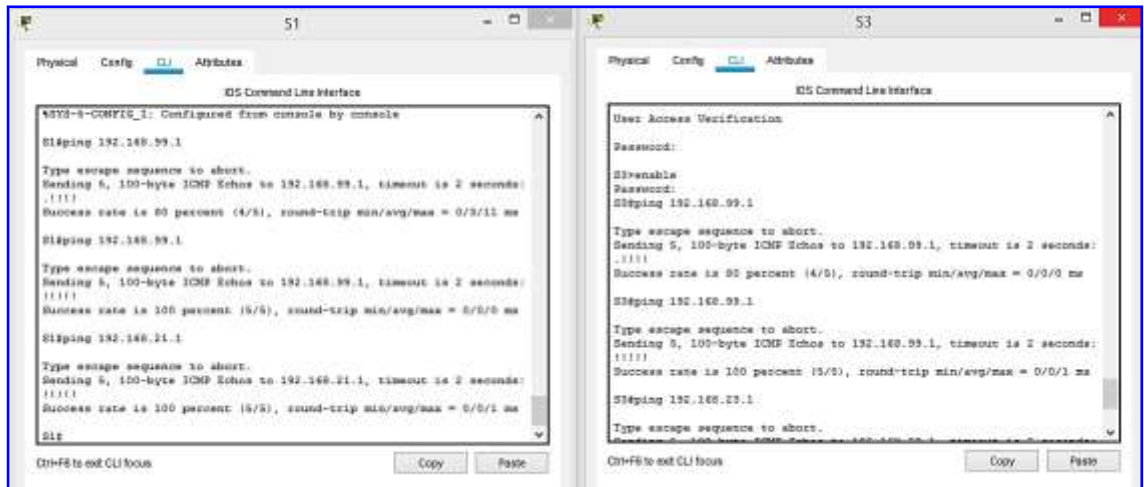 S1
Physical Config CLI Attributes
IOS Command Line Interface
%SYS-5-CONFIG_I: Configured from console by console
S1#ping 192.168.99.1
Type escape sequence to abort.
Sending 5, 100-byte ICMP Echos to 192.168.99.1, timeout is 2 seconds:
.!!!!
Success rate is 80 percent (4/5), round-trip min/avg/max = 0/3/11 ms
S1#ping 192.168.99.1
Type escape sequence to abort.
Sending 5, 100-byte ICMP Echos to 192.168.99.1, timeout is 2 seconds:
!!!!!
Success rate is 100 percent (5/5), round-trip min/avg/max = 0/0/0 ms
S1#ping 192.168.21.1
Type escape sequence to abort.
Sending 5, 100-byte ICMP Echos to 192.168.21.1, timeout is 2 seconds:
!!!!!
Success rate is 100 percent (5/5), round-trip min/avg/max = 0/0/1 ms
S1#
Ctrl+F6 to exit CLI focus
Copy
Paste
S3
Physical Config CLI Attributes
IOS Command Line Interface
User Access Verification
Password:
S3>enable
Password:
S3#ping 192.168.99.1
Type escape sequence to abort.
Sending 5, 100-byte ICMP Echos to 192.168.99.1, timeout is 2 seconds:
.!!!!
Success rate is 80 percent (4/5), round-trip min/avg/max = 0/0/0 ms
S3#ping 192.168.99.1
Type escape sequence to abort.
Sending 5, 100-byte ICMP Echos to 192.168.99.1, timeout is 2 seconds:
!!!!!
Success rate is 100 percent (5/5), round-trip min/avg/max = 0/0/1 ms
S3#ping 192.168.23.1
Type escape sequence to abort.
Ctrl+F6 to exit CLI focus
Copy
Paste